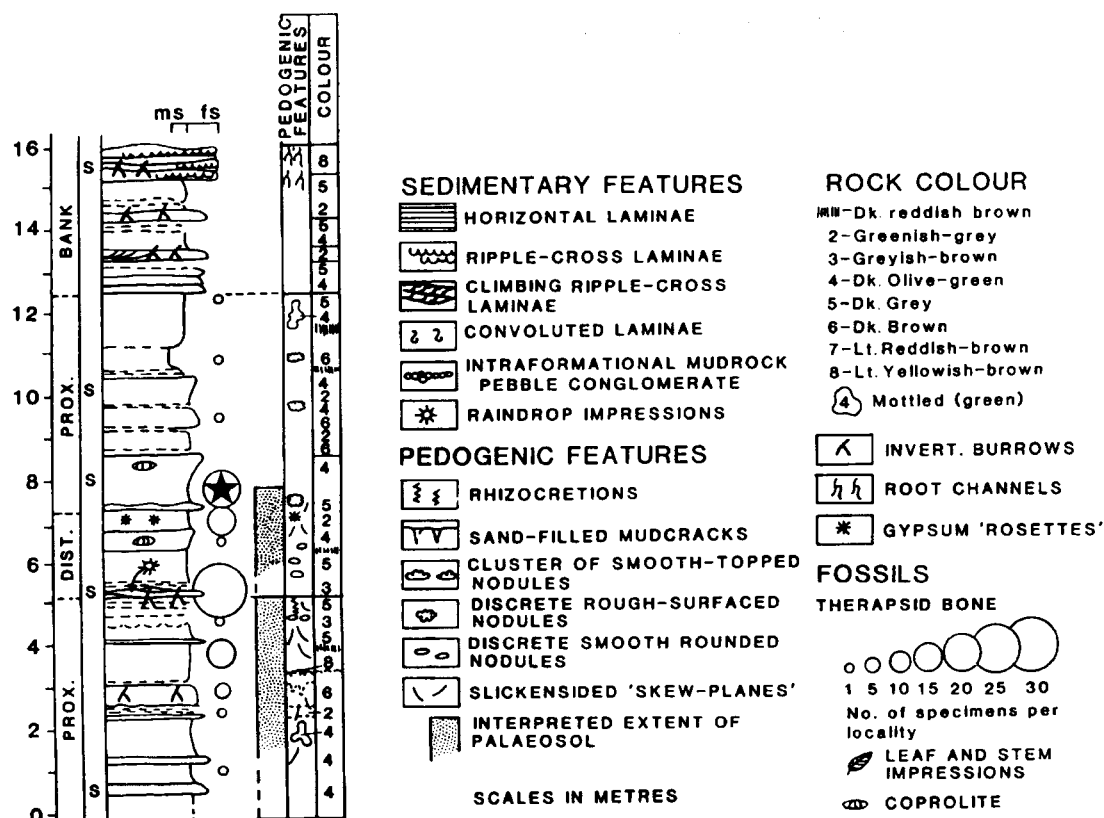 PEDOGENIC FEATURES
COLOUR
ms fs
16
14
12
10
8
6
4
2
0
BANK
PROX.
DIST.
PROX.
S
S
S
S
S
8
5
2
5
4
2
5
4
5
4
6
4
2
4
6
2
6
4
5
2
4
5
3
5
3
5
8
6
2
4
4
4
SEDIMENTARY FEATURES
HORIZONTAL LAMINAE
RIPPLE-CROSS LAMINAE
CLIMBING RIPPLE-CROSS
LAMINAE
CONVOLUTED LAMINAE
INTRAFORMATIONAL MUDROCK
PEBBLE CONGLOMERATE
RAINDROP IMPRESSIONS
PEDOGENIC FEATURES
RHIZOCRETIONS
SAND-FILLED MUDCRACKS
CLUSTER OF SMOOTH-TOPPED
NODULES
DISCRETE ROUGH-SURFACED
NODULES
DISCRETE SMOOTH ROUNDED
NODULES
SLICKENSIDED 'SKEW-PLANES'
INTERPRETED EXTENT OF
PALAEOSOL
SCALES IN METRES
ROCK COLOUR
-Dk. reddish brown
2-Greenish-grey
3-Greyish-brown
4-Dk. Olive-green
5-Dk. Grey
6-Dk. Brown
7-Lt. Reddish-brown
8-Lt. Yellowish-brown
4 Mottled (green)
INVERT. BURROWS
ROOT CHANNELS
GYPSUM 'ROSETTES'
FOSSILS
THERAPSID BONE
1 5 10 15 20 25 30
No. of specimens per
locality
LEAF AND STEM
IMPRESSIONS
COPROLITE